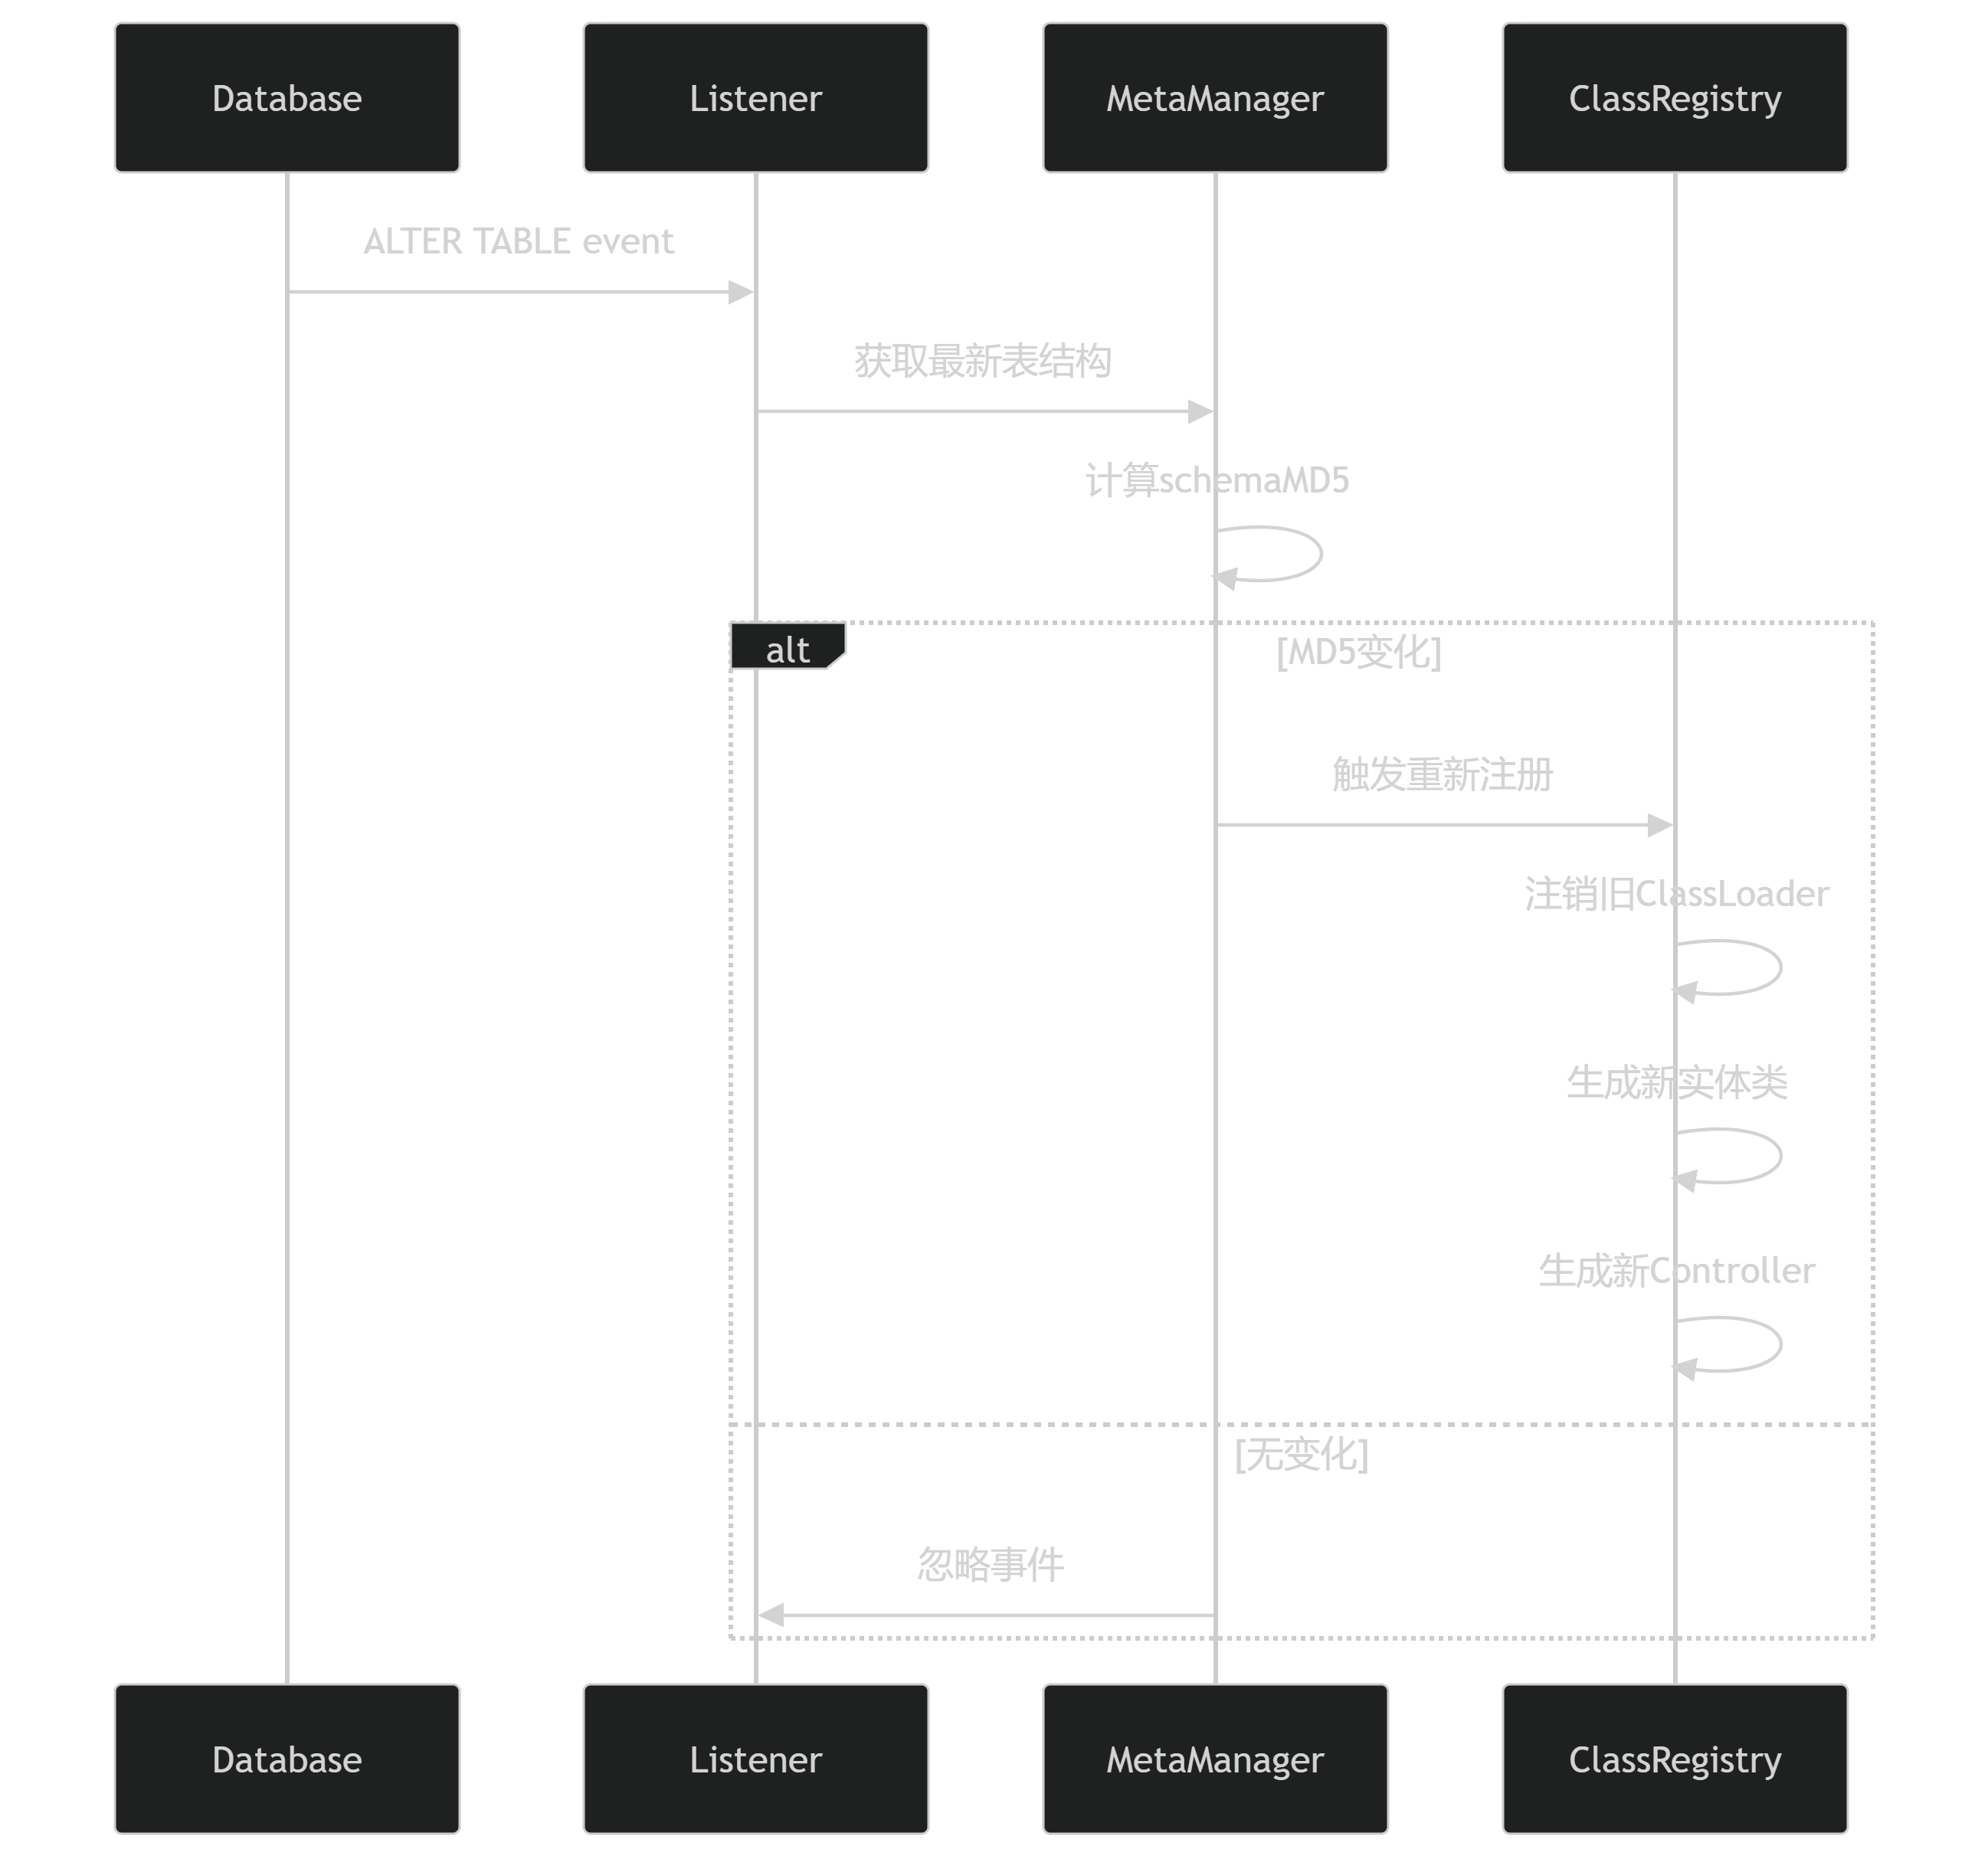 Database
Listener
MetaManager
ClassRegistry
ALTER TABLE event
获取最新表结构
计算schemaMD5
alt
[MD5变化]
触发重新注册
注销旧ClassLoader
生成新实体类
生成新Controller
[无变化]
忽略事件
Database
Listener
MetaManager
ClassRegistry